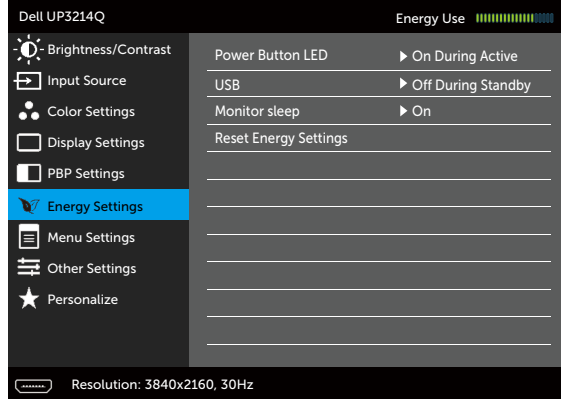 Dell UP3214Q Energy Use
Brightness/Contrast
Input Source
Color Settings
Display Settings
PBP Settings
Energy Settings
Menu Settings
Other Settings
Personalize
Power Button LED On During Active
USB Off During Standby
Monitor sleep On
Reset Energy Settings
Resolution: 3840x2160, 30Hz